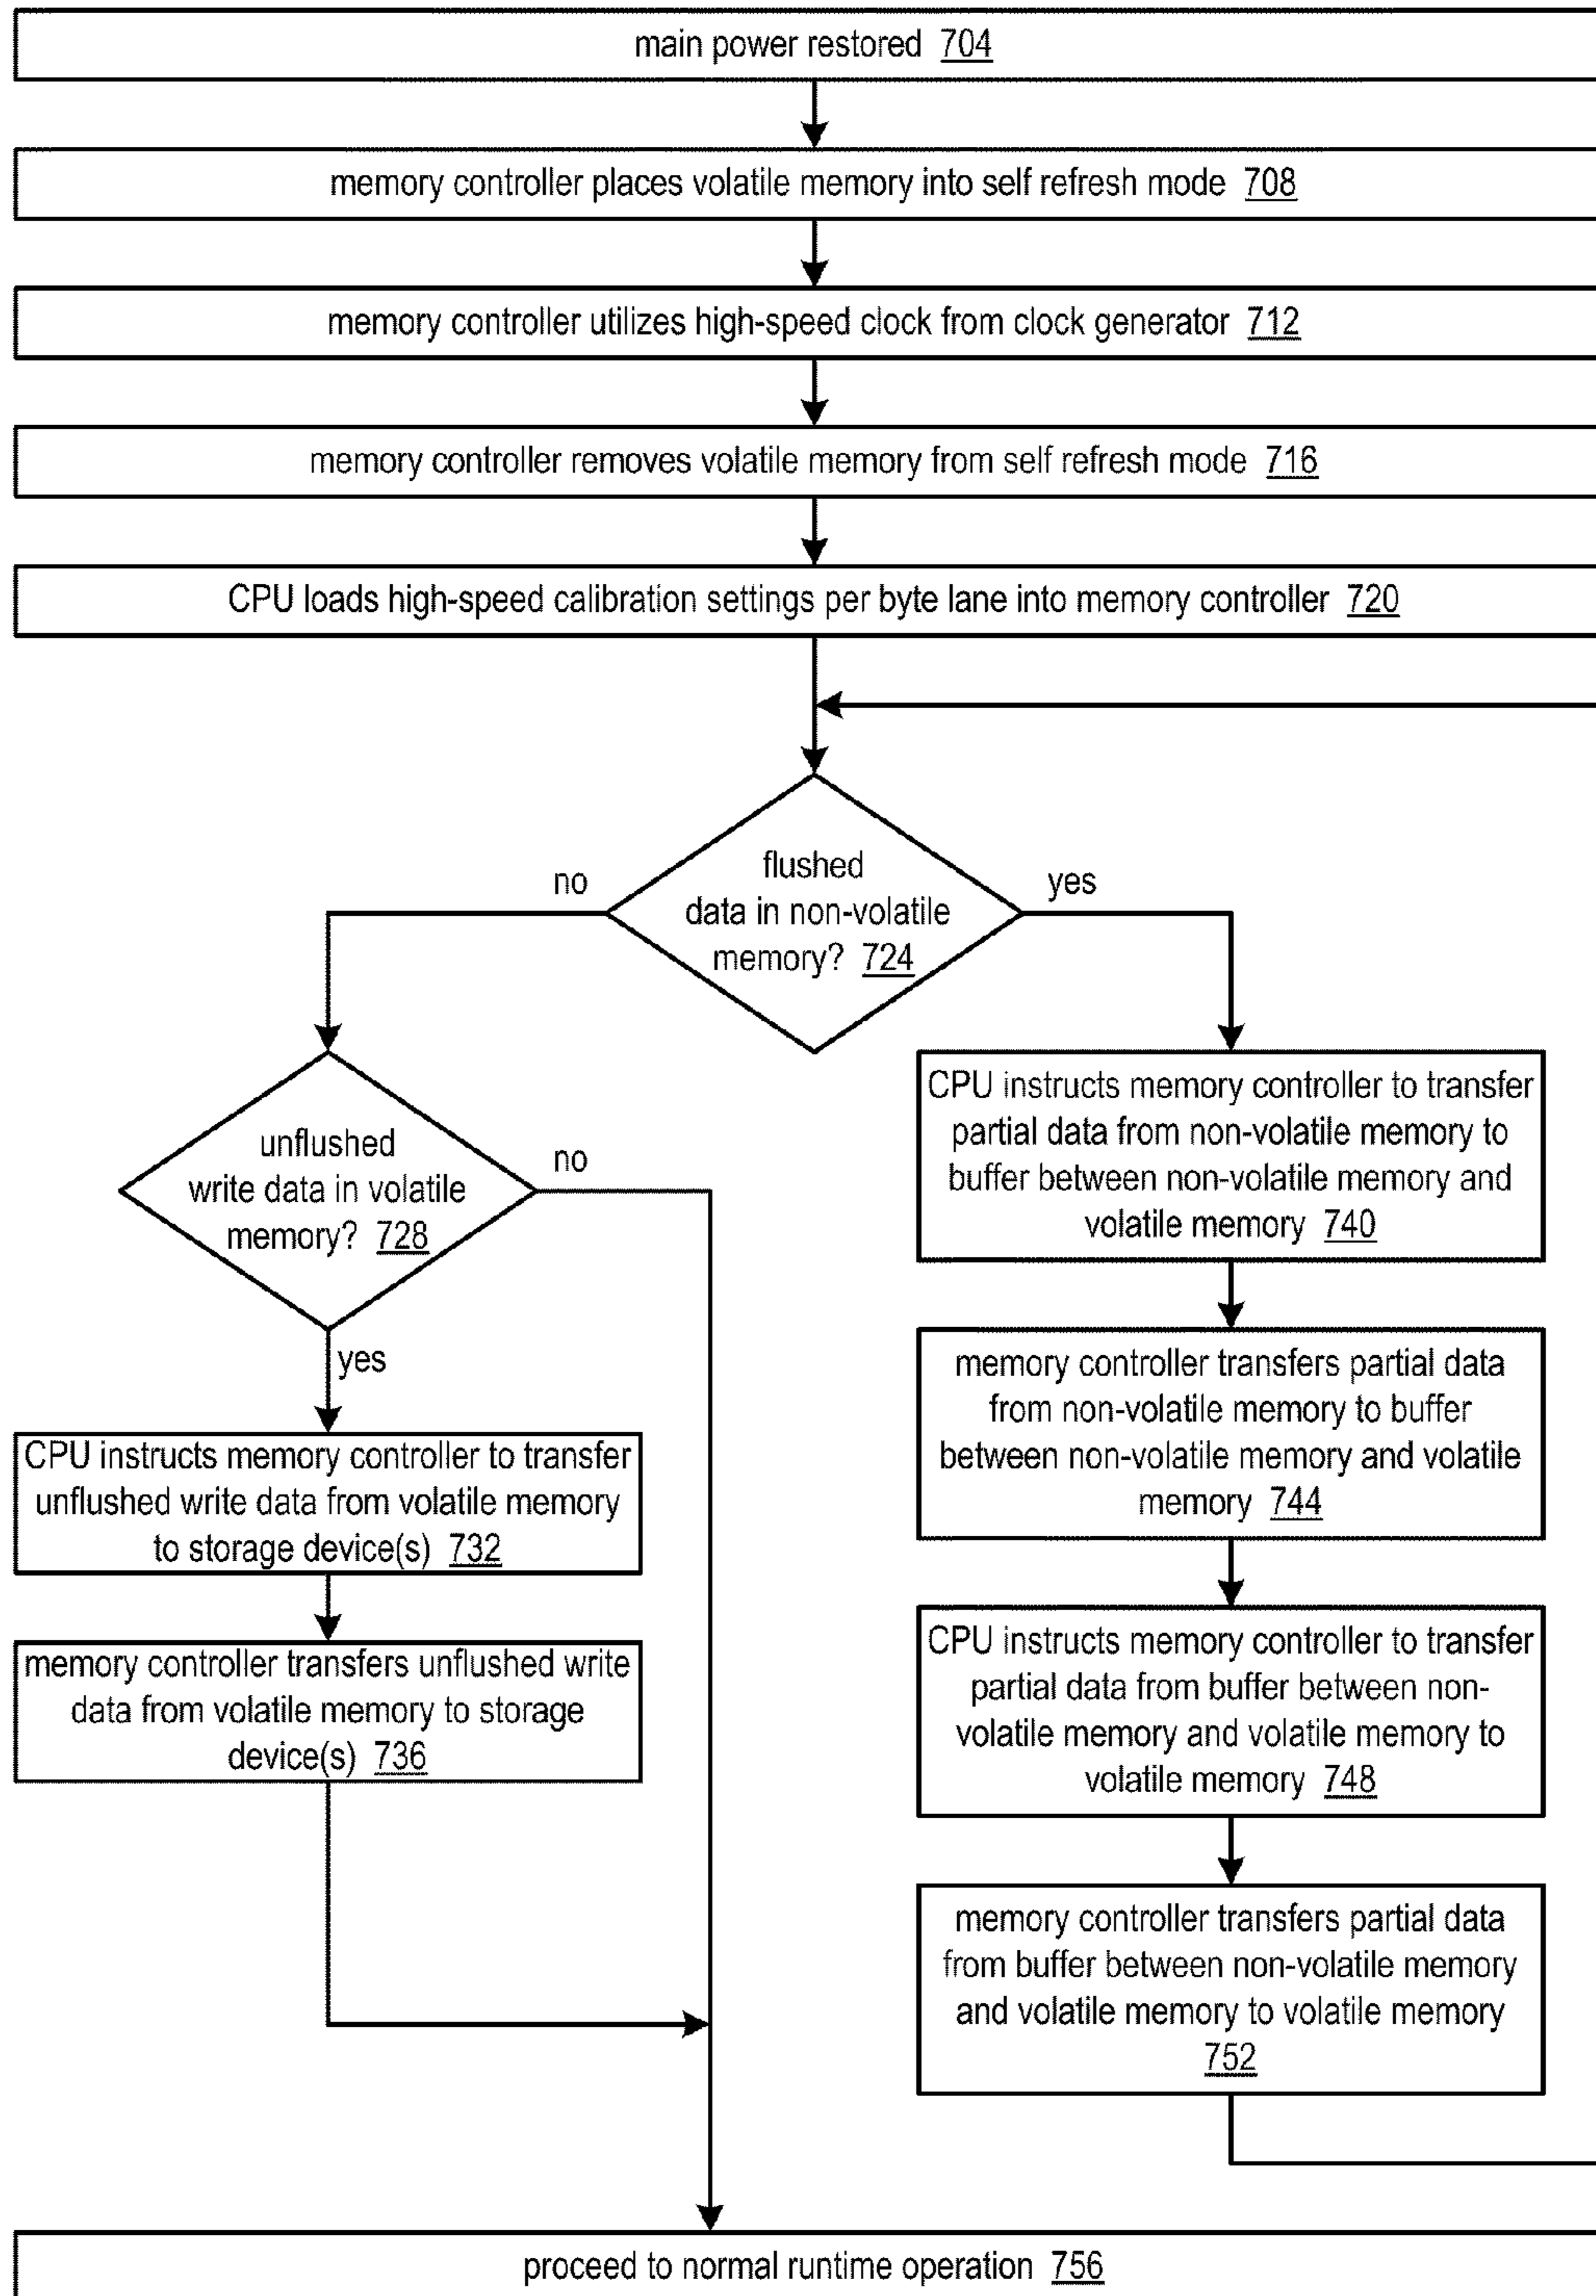 main power restored 704
memory controller places volatile memory into self refresh mode 708
memory controller utilizes high-speed clock from clock generator 712
memory controller removes volatile memory from self refresh mode 716
CPU loads high-speed calibration settings per byte lane into memory controller 720
flushed
data in non-volatile
memory? 724
no
yes
unflushed
write data in volatile
memory? 728
no
yes
CPU instructs memory controller to transfer
unflushed write data from volatile memory
to storage device(s) 732
memory controller transfers unflushed write
data from volatile memory to storage
device(s) 736
CPU instructs memory controller to transfer
partial data from non-volatile memory to
buffer between non-volatile memory and
volatile memory 740
memory controller transfers partial data
from non-volatile memory to buffer
between non-volatile memory and volatile
memory 744
CPU instructs memory controller to transfer
partial data from buffer between non-
volatile memory and volatile memory to
volatile memory 748
memory controller transfers partial data
from buffer between non-volatile memory
and volatile memory to volatile memory
752
proceed to normal runtime operation 756